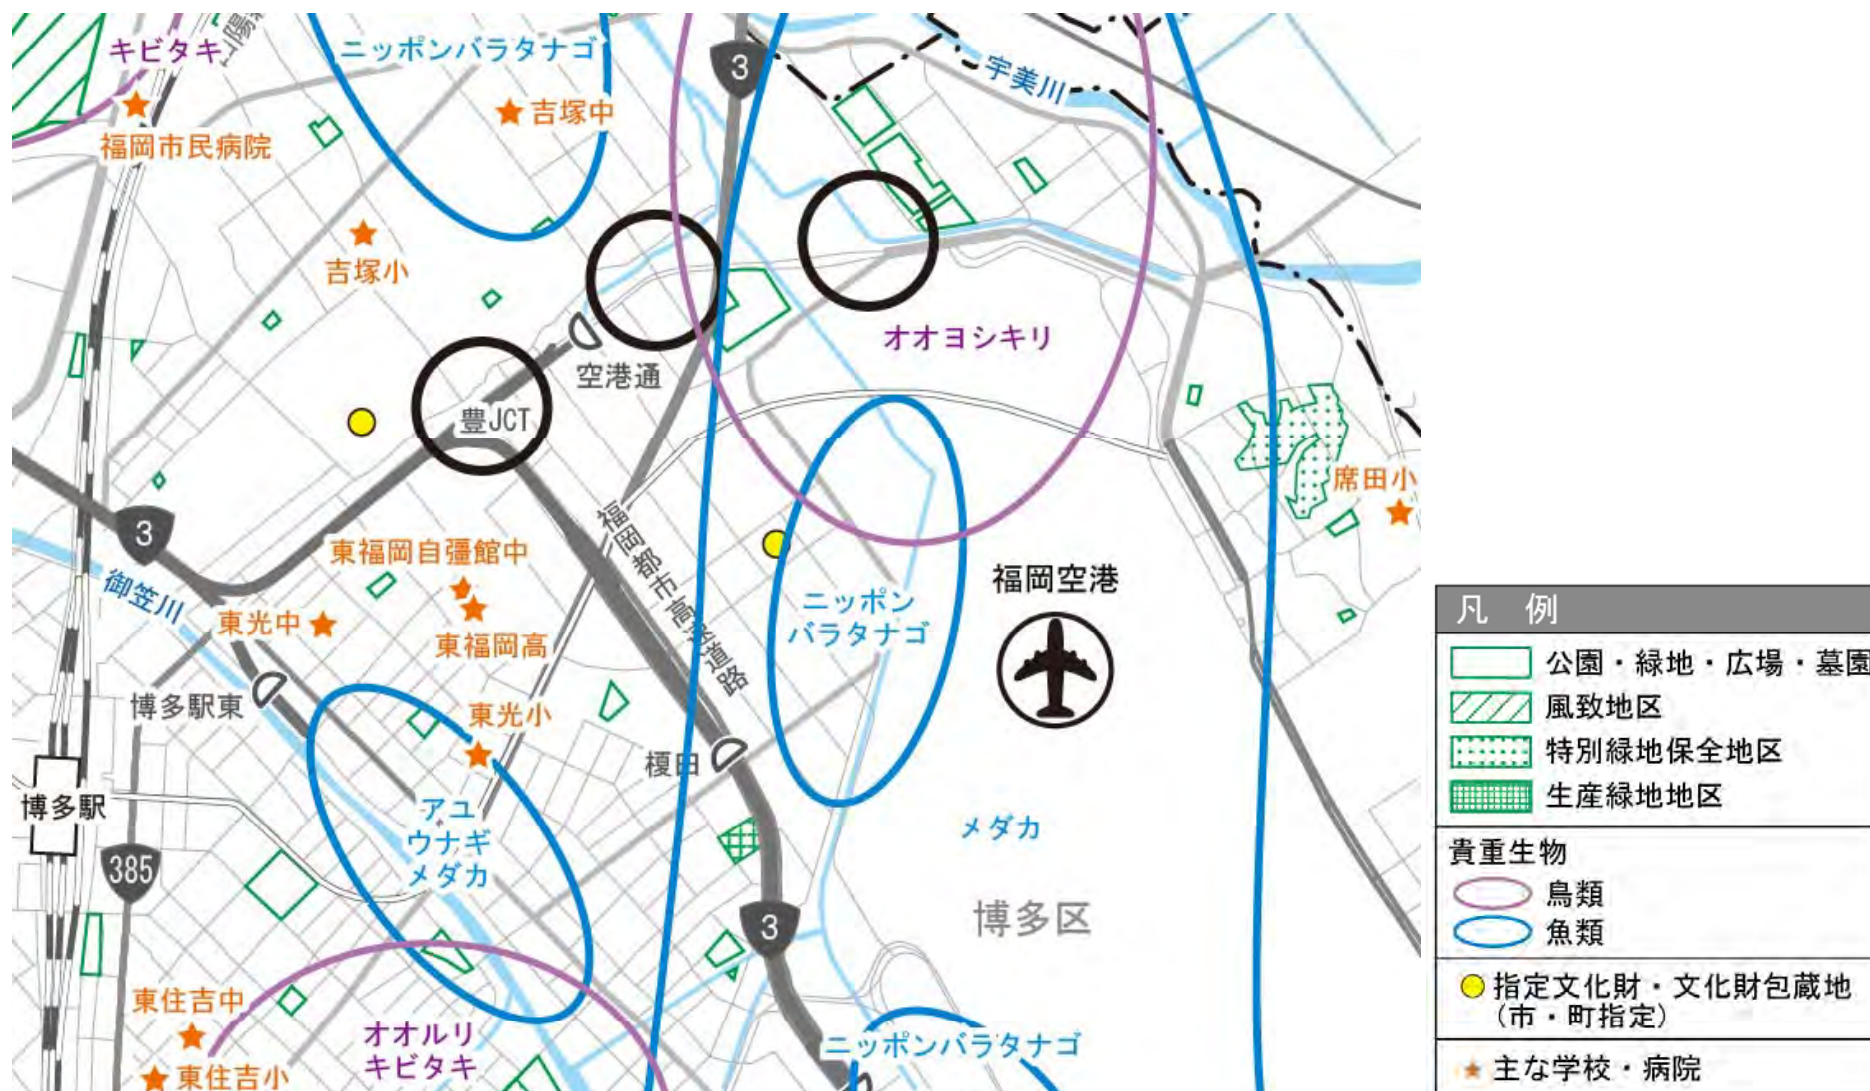 キビタキ
山陽
ニッポンバラタナゴ
3
宇美川
福岡市民病院
吉塚中
吉塚小
オオヨシキリ
空港通
豊JCT
席田小
3
福岡都市高速道路
東福岡自彊館中
御笠川
東光中
東福岡高
ニッポン
バラタナゴ
福岡空港
博多駅東
東光小
榎田
博多駅
アユ
ウナギ
メダカ
メダカ
385
3
博多区
東住吉中
オオルリ
キビタキ
ニッポンバラタナゴ
東住吉小
凡 例
公園・緑地・広場・墓園
風致地区
特別緑地保全地区
生産緑地地区
貴重生物
鳥類
魚類
指定文化財・文化財包蔵地
(市・町指定)
主な学校・病院